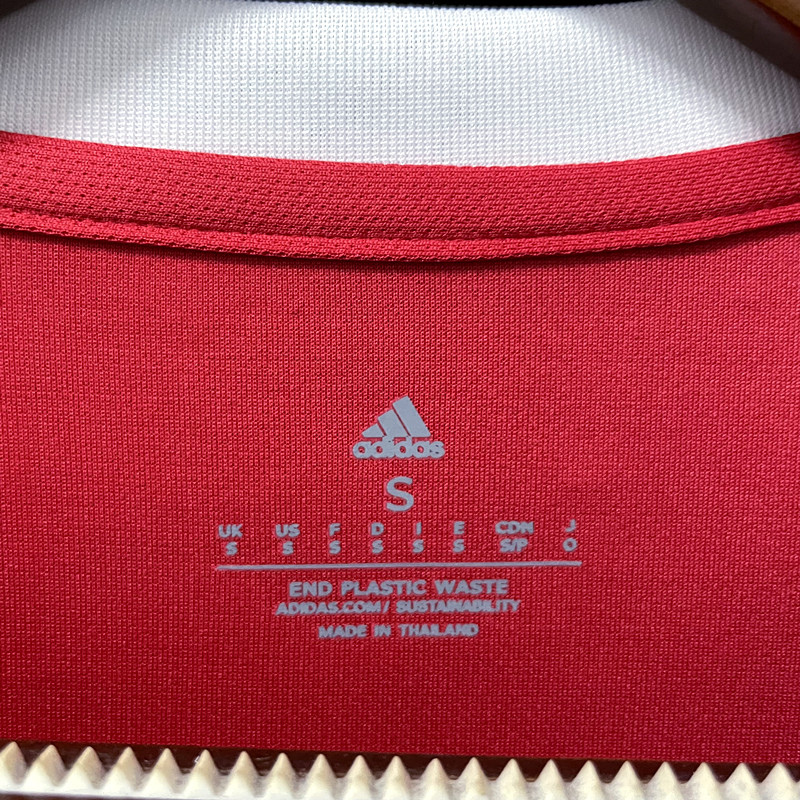 adidas
S
UK US F D I E CDN J
S S S S S S S/P O
END PLASTIC WASTE
ADIDAS.COM/ SUSTAINABILITY
MADE IN THAILAND